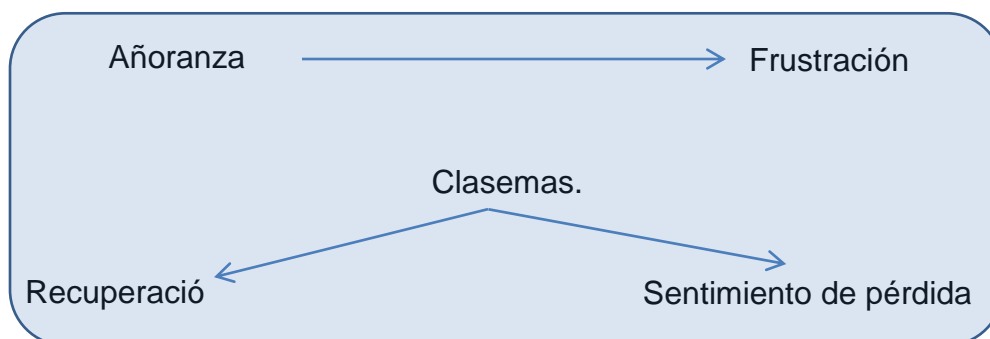 Añoranza
Frustración
Clasemas.
Recuperació
Sentimiento de pérdida